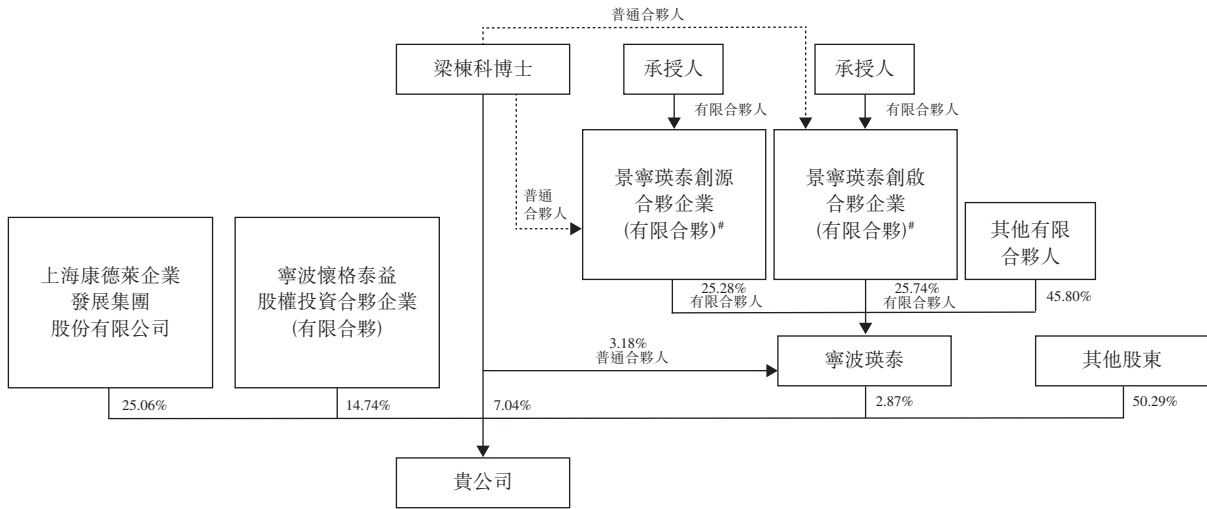 普通合夥人
梁棟科博士
承授人
承授人
有限合夥人
有限合夥人
景寧瑛泰創源
合夥企業
(有限合夥)#
景寧瑛泰創啟
合夥企業
(有限合夥)#
普通
合夥人
其他有限
合夥人
上海康德萊企業
發展集團
股份有限公司
寧波懷格泰益
股權投資合夥企業
(有限合夥)
25.28%
有限合夥人
25.74%
有限合夥人
45.80%
3.18%
普通合夥人
寧波瑛泰
其他股東
25.06%
14.74%
7.04%
2.87%
50.29%
貴公司